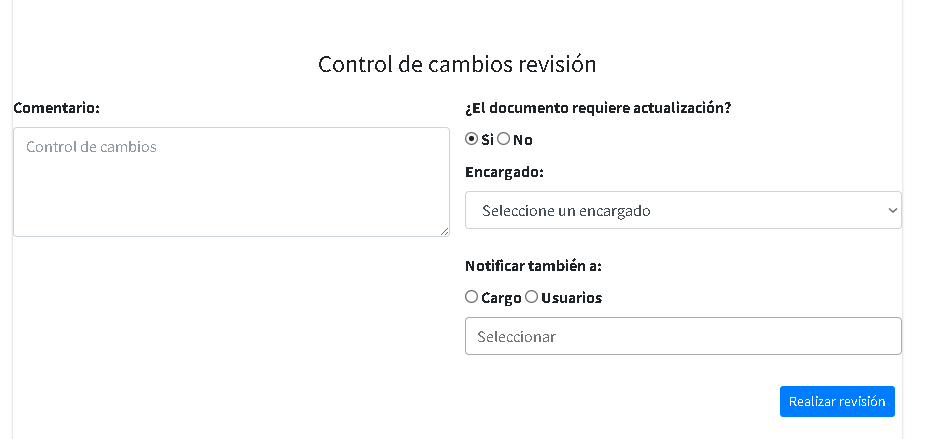 Control de cambios revisión
Comentario:
Control de cambios
¿El documento requiere actualización?
Si No
Encargado:
Seleccione un encargado
Notificar también a:
Cargo Usuarios
Seleccionar
Realizar revisión